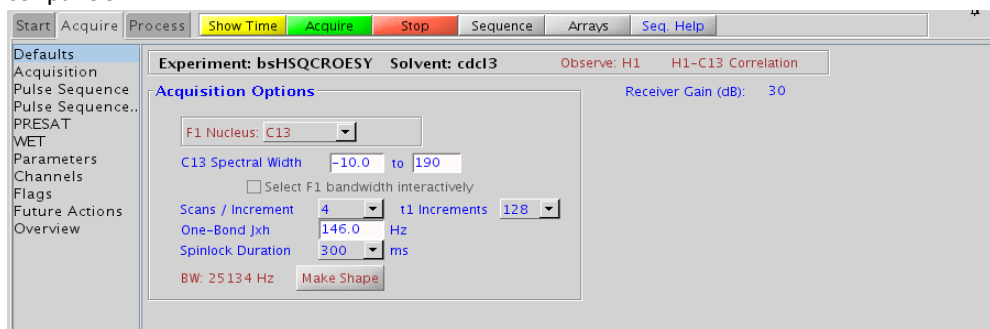 Start Acquire Process Show Time Acquire Stop Sequence Arrays Seq. Help
Defaults
Acquisition
Pulse Sequence
Pulse Sequence..
PRESAT
WET
Parameters
Channels
Flags
Future Actions
Overview
Experiment: bsHSQCROESY Solvent: cdcl3 Observe: H1 H1-C13 Correlation
Acquisition Options Receiver Gain (dB): 30
F1 Nucleus: C13
C13 Spectral Width -10.0 to 190
Select F1 bandwidth interactively
Scans / Increment 4 t1 Increments 128
One-Bond Jxh 146.0 Hz
Spinlock Duration 300 ms
BW: 25134 Hz Make Shape